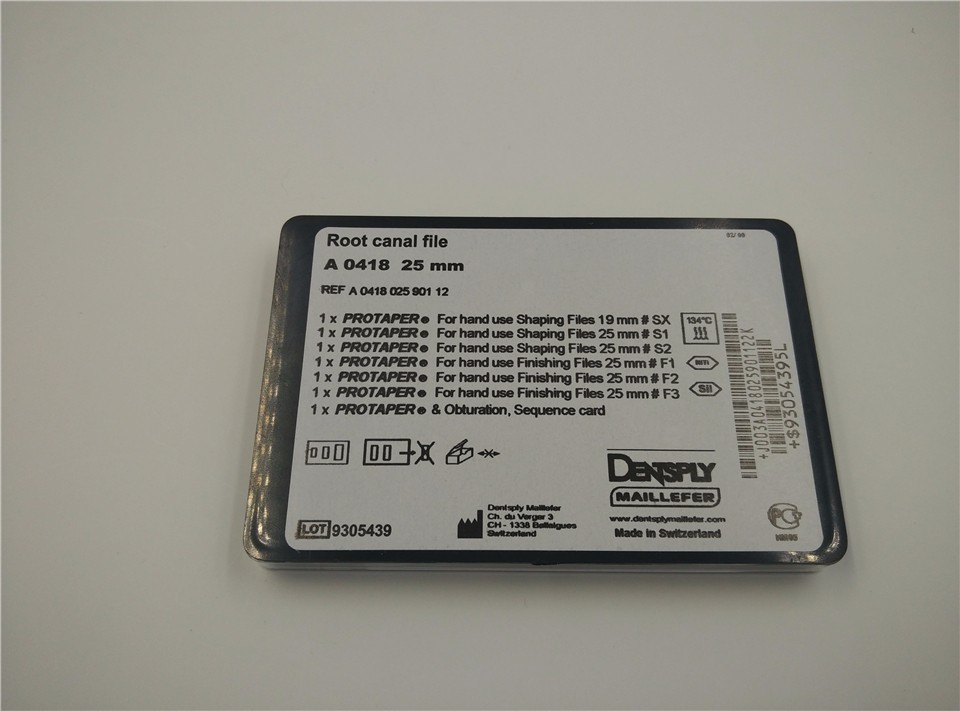 Root canal file
02/08
A 0418 25 mm
REF A 0418 025 901 12
1 x PROTAPER® For hand use Shaping Files 19 mm # SX
1 x PROTAPER® For hand use Shaping Files 25 mm # S1
1 x PROTAPER® For hand use Shaping Files 25 mm # S2
1 x PROTAPER® For hand use Finishing Files 25 mm # F1
1 x PROTAPER® For hand use Finishing Files 25 mm # F2
1 x PROTAPER® For hand use Finishing Files 25 mm # F3
1 x PROTAPER® & Obturation, Sequence card
134°C
NiTi
Sil
+J003A0418025901122K
+$93054395L
DENTSPLY
MAILLEFER
www.dentsplymaillefer.com
Made in Switzerland
Dentsply Maillefer
Ch. du Verger 3
CH - 1338 Ballaigues
Switzerland
LOT 9305439